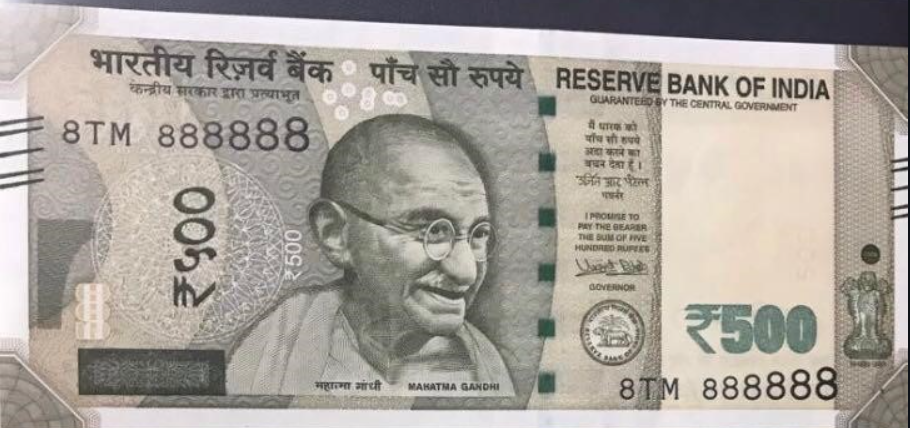 भारतीय रिज़र्व बैंक
केन्द्रीय सरकार द्वारा प्रत्याभूत
पाँच सौ रुपये
RESERVE BANK OF INDIA
GUARANTEED BY THE CENTRAL GOVERNMENT
8TM 888888
₹५००
₹500
मैं धारक को
पाँच सौ रुपये
अदा करने का
वचन देता हूँ ।
गवर्नर
I PROMISE TO
PAY THE BEARER
THE SUM OF FIVE
HUNDRED RUPEES
GOVERNOR
₹500
महात्मा गांधी
MAHATMA GANDHI
8TM 888888